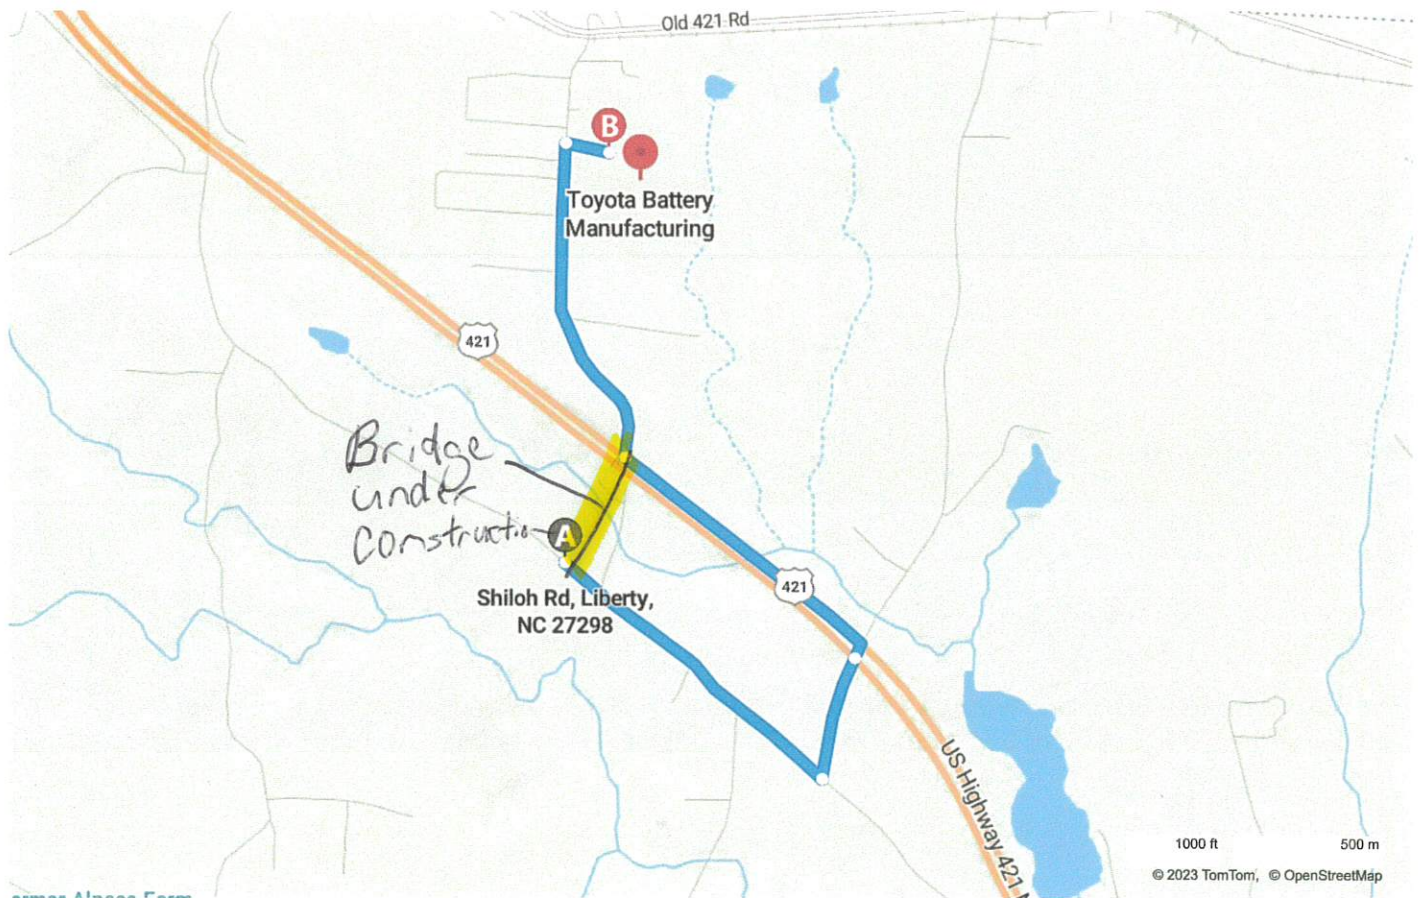 Old 421 Rd
B
Toyota Battery
Manufacturing
421
Bridge
under
Constructio
A
421
Shiloh Rd, Liberty,
NC 27298
US Highway 421 N
1000 ft
500 m
© 2023 TomTom, © OpenStreetMap